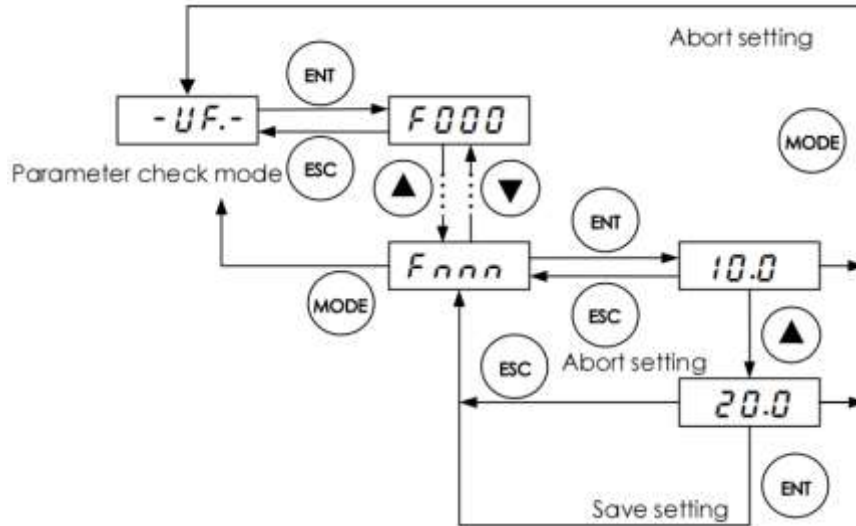 Abort setting
ENT
-UF.-
F000
MODE
Parameter check mode
ESC
ENT
Fnnn
10.0
MODE
ESC
Abort setting
ESC
20.0
ENT
Save setting